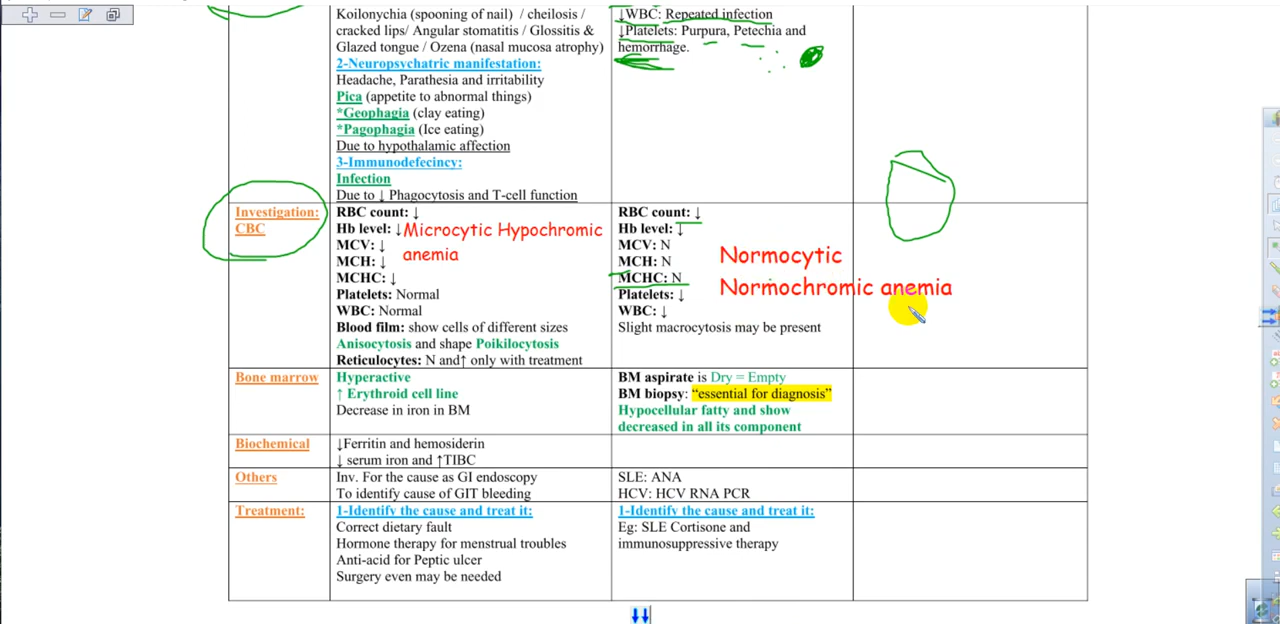 Koilonychia (spooning of nail) / cheilosis /
cracked lips/ Angular stomatitis / Glossitis &
Glazed tongue / Ozena (nasal mucosa atrophy)
2-Neuropsychatric manifestation:
Headache, Parathesia and irritability
Pica (appetite to abnormal things)
*Geophagia (clay eating)
*Pagophagia (Ice eating)
Due to hypothalamic affection
3-Immunodefecincy:
Infection
Due to ↓ Phagocytosis and T-cell function
↓WBC: Repeated infection
↓Platelets: Purpura, Petechia and
hemorrhage.
Investigation:
CBC
RBC count: ↓
Hb level: ↓
MCV: ↓
MCH: ↓
MCHC: ↓
Platelets: Normal
WBC: Normal
Blood film: show cells of different sizes
Anisocytosis and shape Poikilocytosis
Reticulocytes: N and↑ only with treatment
Microcytic Hypochromic
anemia
RBC count: ↓
Hb level: ↓
MCV: N
MCH: N
MCHC: N
Platelets: ↓
WBC: ↓
Slight macrocytosis may be present
Normocytic
Normochromic anemia
Bone marrow
Hyperactive
↑ Erythroid cell line
Decrease in iron in BM
BM aspirate is Dry = Empty
BM biopsy: “essential for diagnosis”
Hypocellular fatty and show
decreased in all its component
Biochemical
↓Ferritin and hemosiderin
↓ serum iron and ↑TIBC
Others
Inv. For the cause as GI endoscopy
To identify cause of GIT bleeding
SLE: ANA
HCV: HCV RNA PCR
Treatment:
1-Identify the cause and treat it:
Correct dietary fault
Hormone therapy for menstrual troubles
Anti-acid for Peptic ulcer
Surgery even may be needed
1-Identify the cause and treat it:
Eg: SLE Cortisone and
immunosuppressive therapy